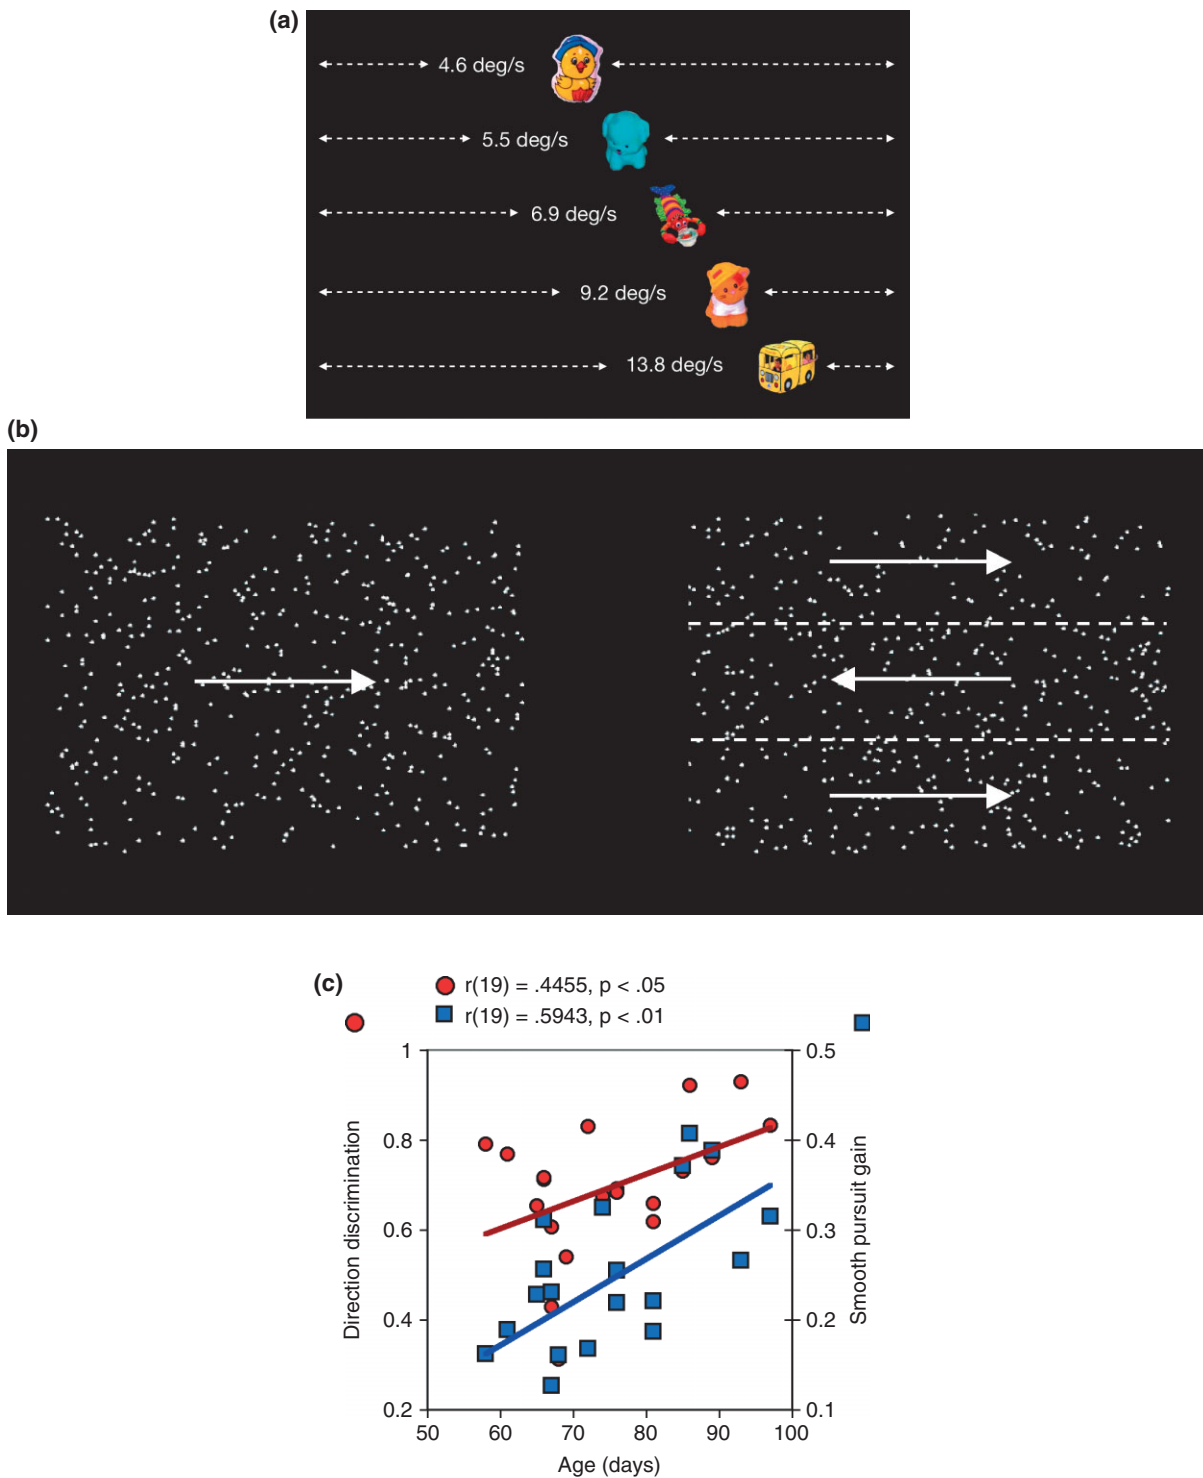 (a)
4.6 deg/s
5.5 deg/s
6.9 deg/s
9.2 deg/s
13.8 deg/s
(b)
(c)
r(19) = .4455, p < .05
r(19) = .5943, p < .01
1
0.8
0.6
0.4
0.2
Direction discrimination
0.5
0.4
0.3
0.2
0.1
Smooth pursuit gain
50 60 70 80 90 100
Age (days)